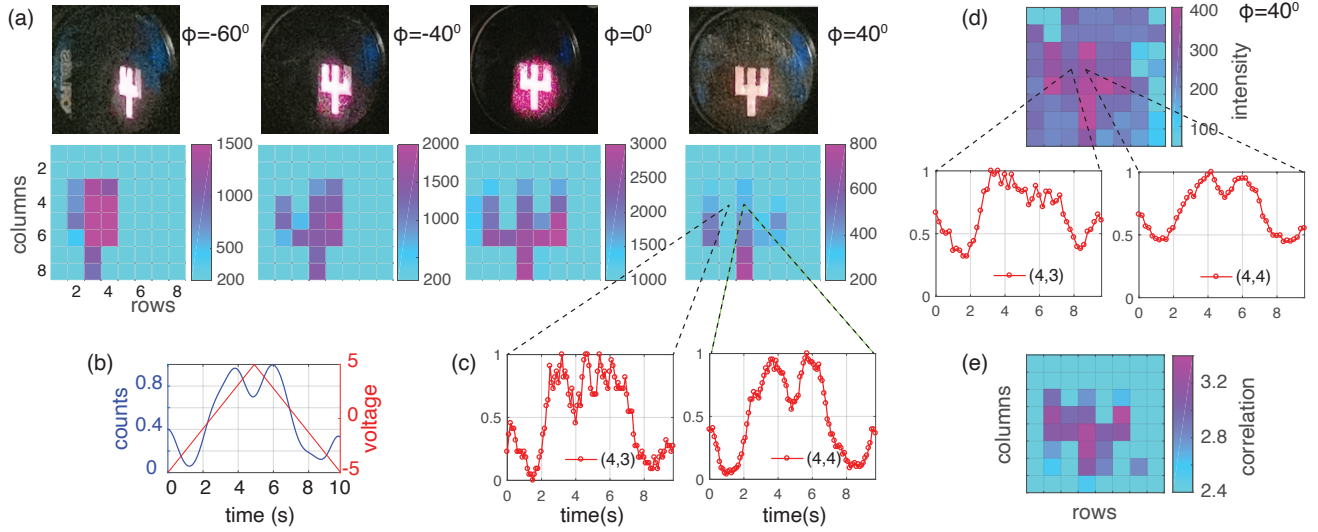 (a)
ϕ=-60⁰
ϕ=-40⁰
ϕ=0⁰
ϕ=40⁰
(d)
ϕ=40⁰
400
300
200
100
intensity
columns
2
4
6
8
2 4 6 8
rows
1500
1000
500
200
2000
1500
1000
500
200
3000
2500
2000
1500
1000
800
600
400
200
1
0.5
0
0 2 4 6 8
(4,3)
1
0.5
0
0 2 4 6 8
(4,4)
(b)
counts
0.8
0.4
0
5
0
-5
voltage
0 2 4 6 8 10
time (s)
(c)
1
0.5
0
0 2 4 6 8
(4,3)
time(s)
1
0.5
0
0 2 4 6 8
(4,4)
time(s)
(e)
columns
rows
3.2
2.8
2.4
correlation